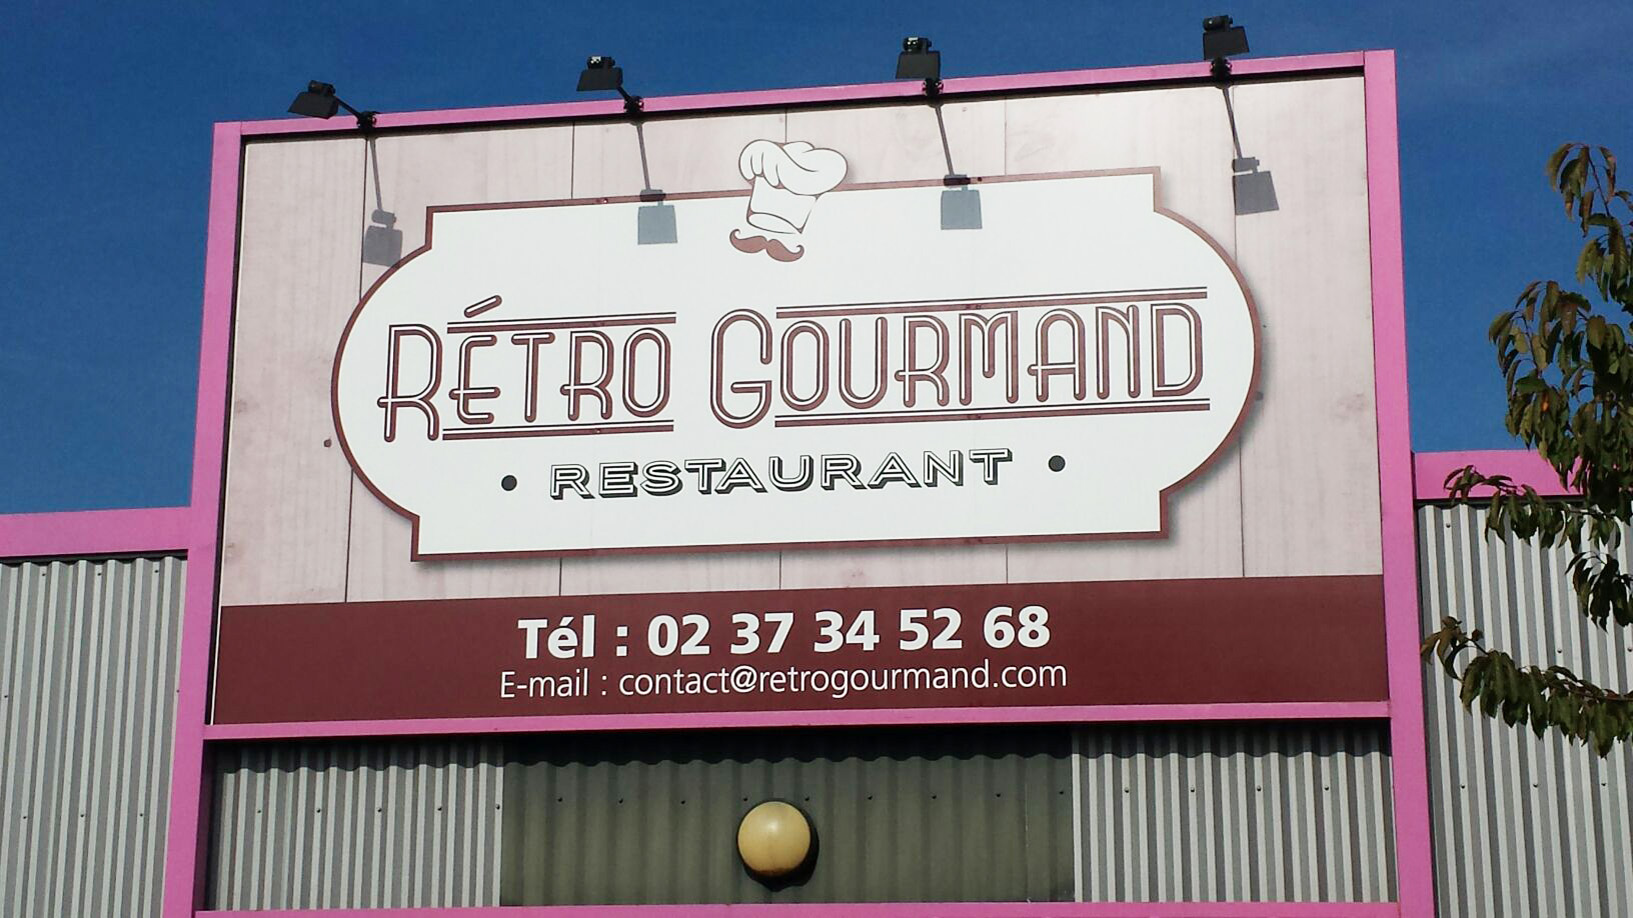 RÉTRO GOURMAND
• RESTAURANT •
Tél : 02 37 34 52 68
E-mail : contact@retrogourmand.com